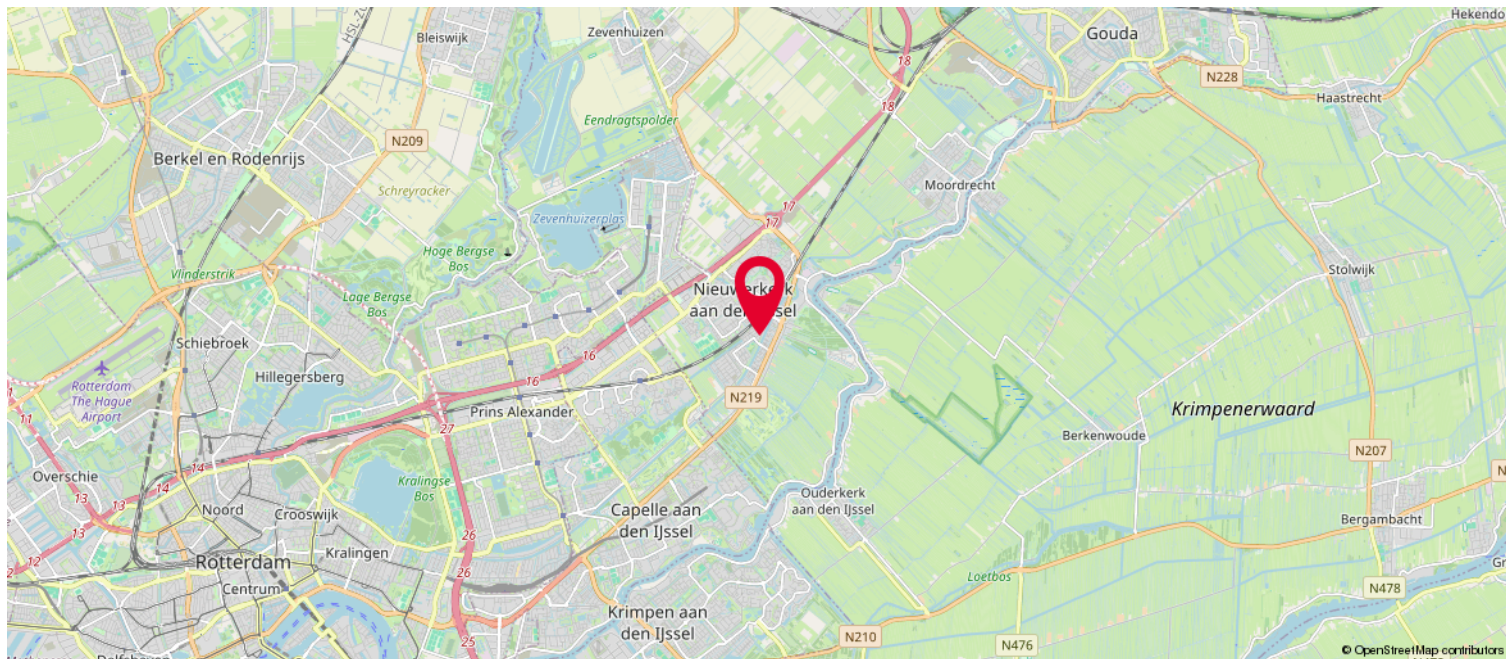 HSL-Zu
Bleiswijk
Zevenhuizen
Gouda
Hekendo
18
N228
18
Haastrecht
Eendragtspolder
N209
Berkel en Rodenrijs
Schreyracker
Moordrecht
17
Zevenhuizerplas
17
Hoge Bergse
Bos
Vlinderstrik
Stolwijk
Nieuwerkerk
aan den IJssel
Lage Bergse
Bos
Schiebroek
16
Hillegersberg
16
Rotterdam
The Hague
Airport
N219
11
Prins Alexander
Krimpenerwaard
27
Berkenwoude
N207
14
Overschie
Kralingse
Bos
14
13
13
Ouderkerk
aan den IJssel
Noord
Crooswijk
Capelle aan
den IJssel
Bergambacht
26
Kralingen
12
Rotterdam
26
Loetbos
Centrum
N478
Krimpen aan
den IJssel
N210
25
N476
© OpenStreetMap contributors